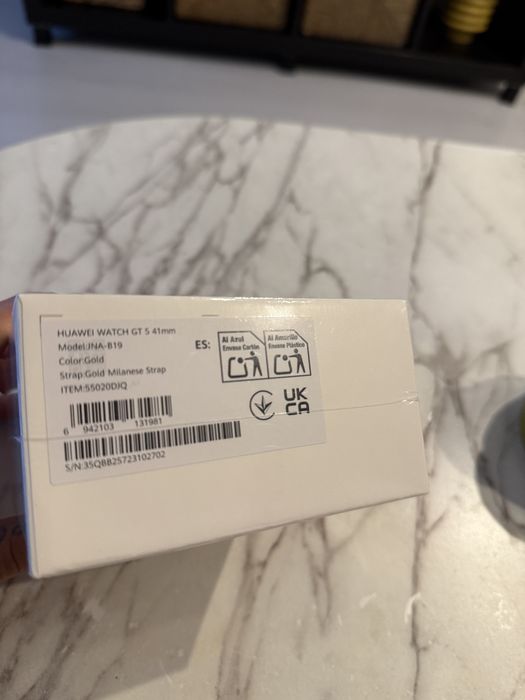 HUAWEI WATCH GT 5 41mm
Model:JNA-B19
Color:Gold
Strap:Gold Milanese Strap
ITEM:55020DJQ
6 942103 131981
S/N:35QBB25723102702
ES:
Al Azul
Envase Cartón
Al Amarillo
Envase Plástico
UK
CA